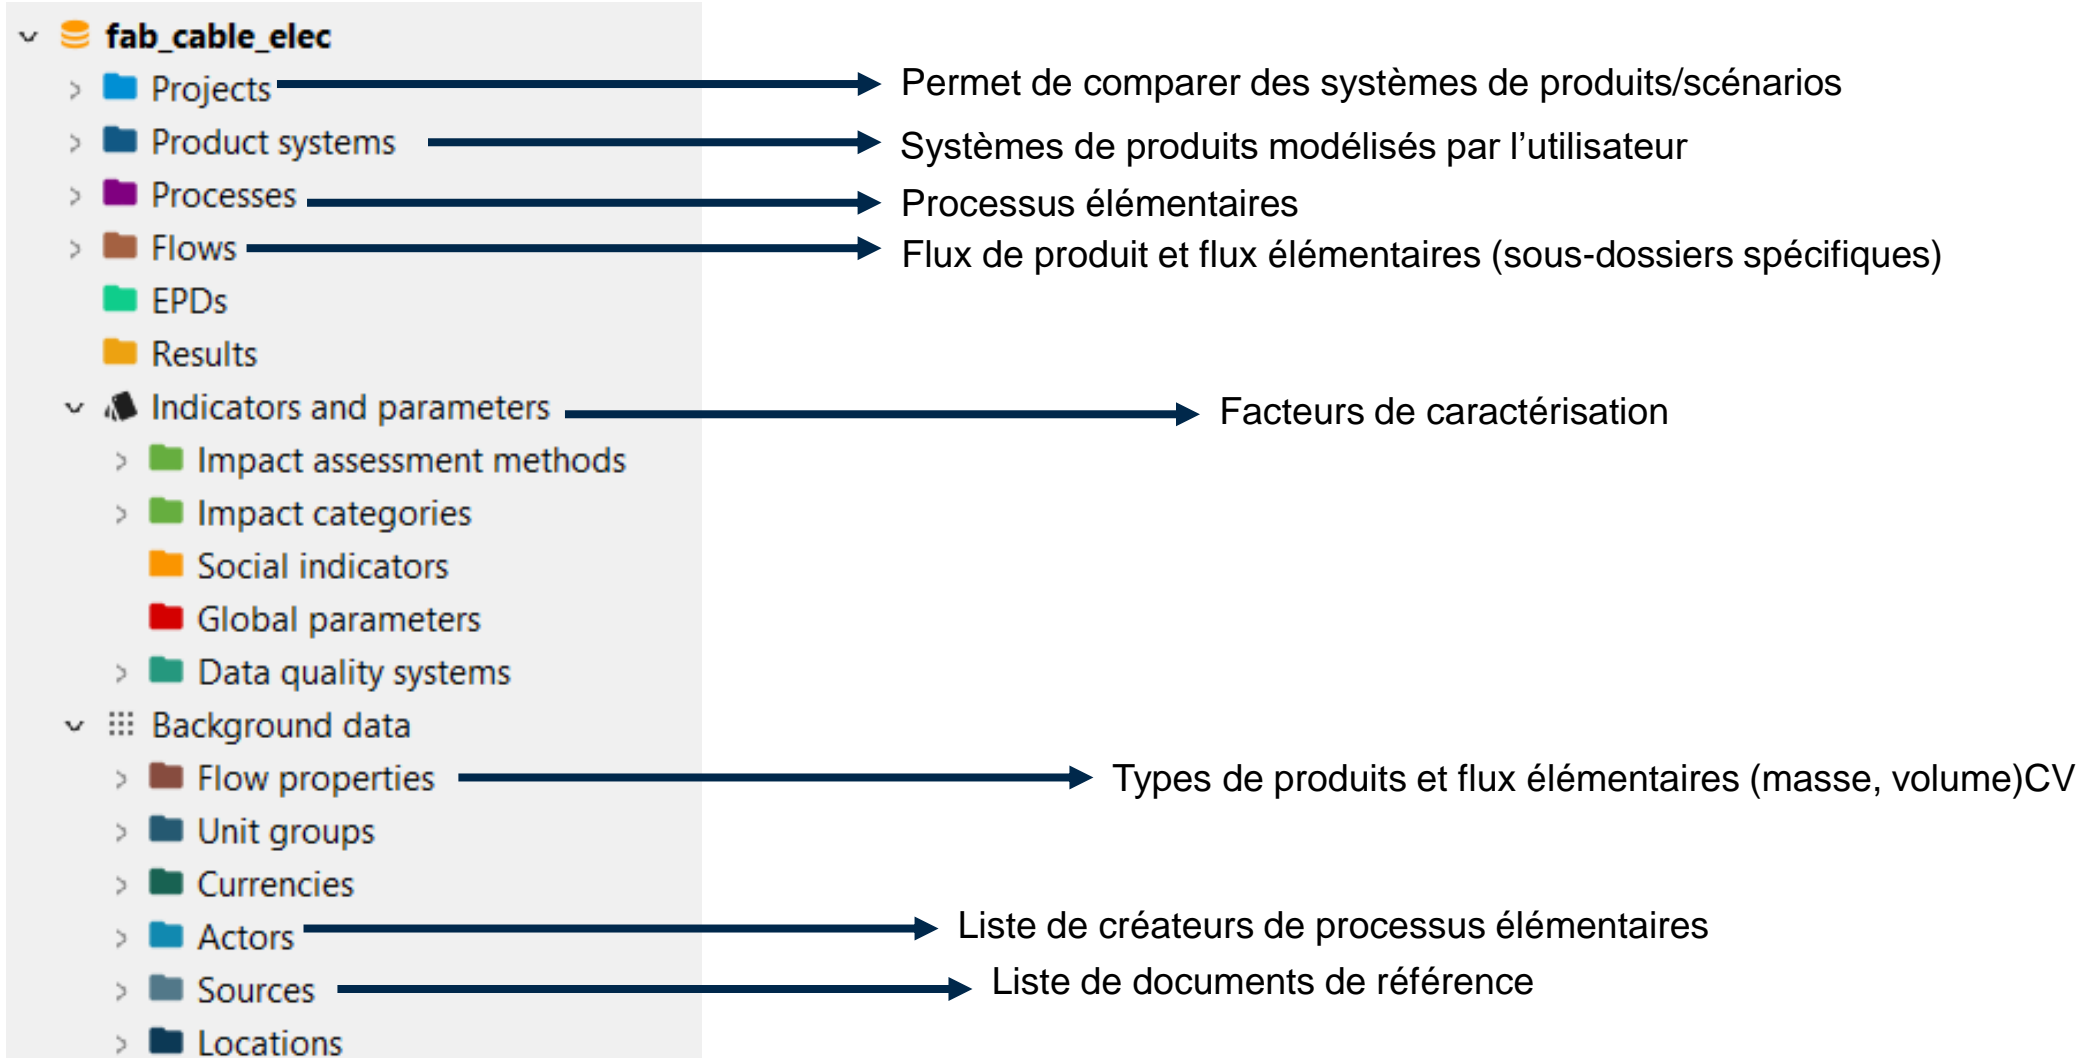 fab_cable_elec
Projects
Permet de comparer des systèmes de produits/scénarios
Product systems
Systèmes de produits modélisés par l’utilisateur
Processes
Processus élémentaires
Flows
Flux de produit et flux élémentaires (sous-dossiers spécifiques)
EPDs
Results
Indicators and parameters
Facteurs de caractérisation
Impact assessment methods
Impact categories
Social indicators
Global parameters
Data quality systems
Background data
Flow properties
Types de produits et flux élémentaires (masse, volume)CV
Unit groups
Currencies
Actors
Liste de créateurs de processus élémentaires
Sources
Liste de documents de référence
Locations